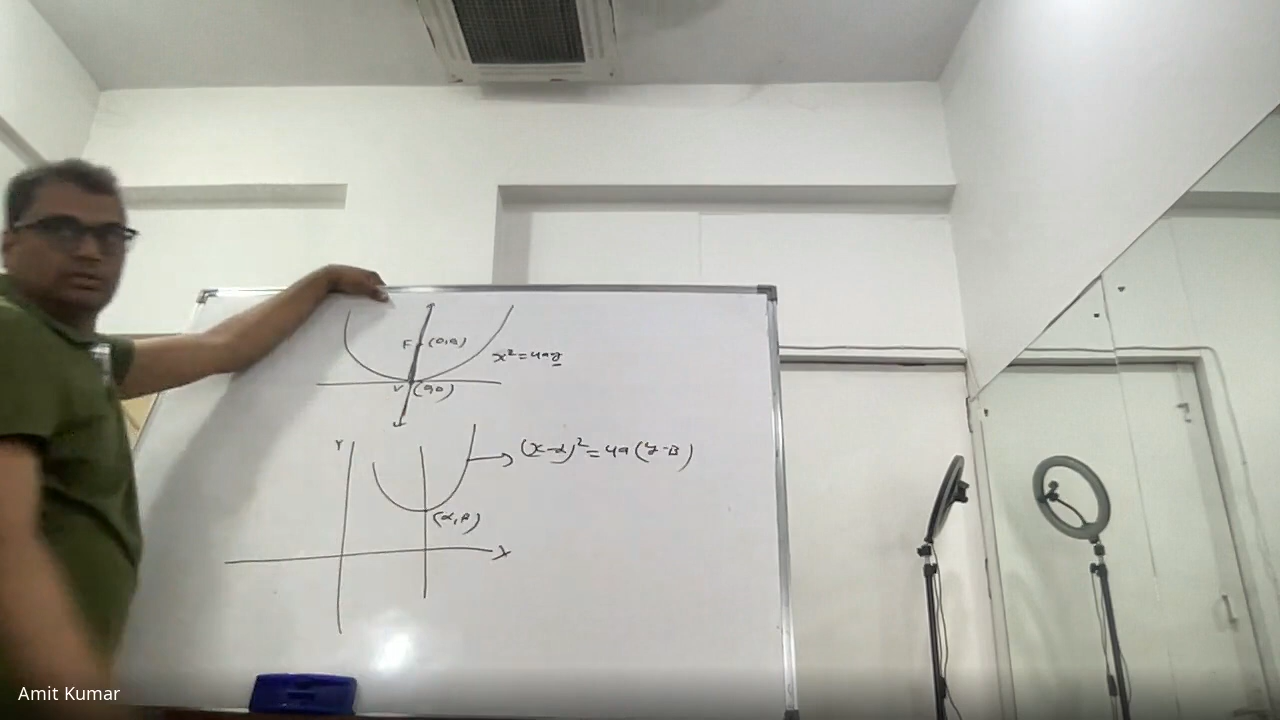 F (0,a)
x² = 4ay
V (0,0)
Y
(x-α)² = 4a(y-β)
(α,β)
X
Amit Kumar